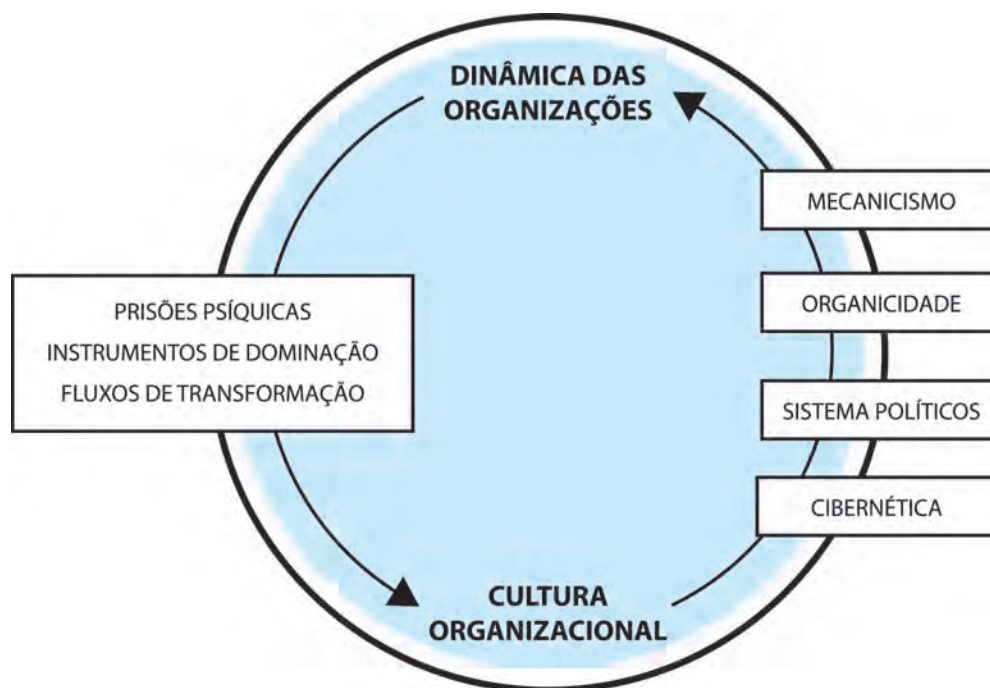 DINÂMICA DAS
ORGANIZAÇÕES
MECANICISMO
ORGANICIDADE
SISTEMA POLÍTICOS
CIBERNÉTICA
PRISÕES PSÍQUICAS
INSTRUMENTOS DE DOMINAÇÃO
FLUXOS DE TRANSFORMAÇÃO
CULTURA
ORGANIZACIONAL